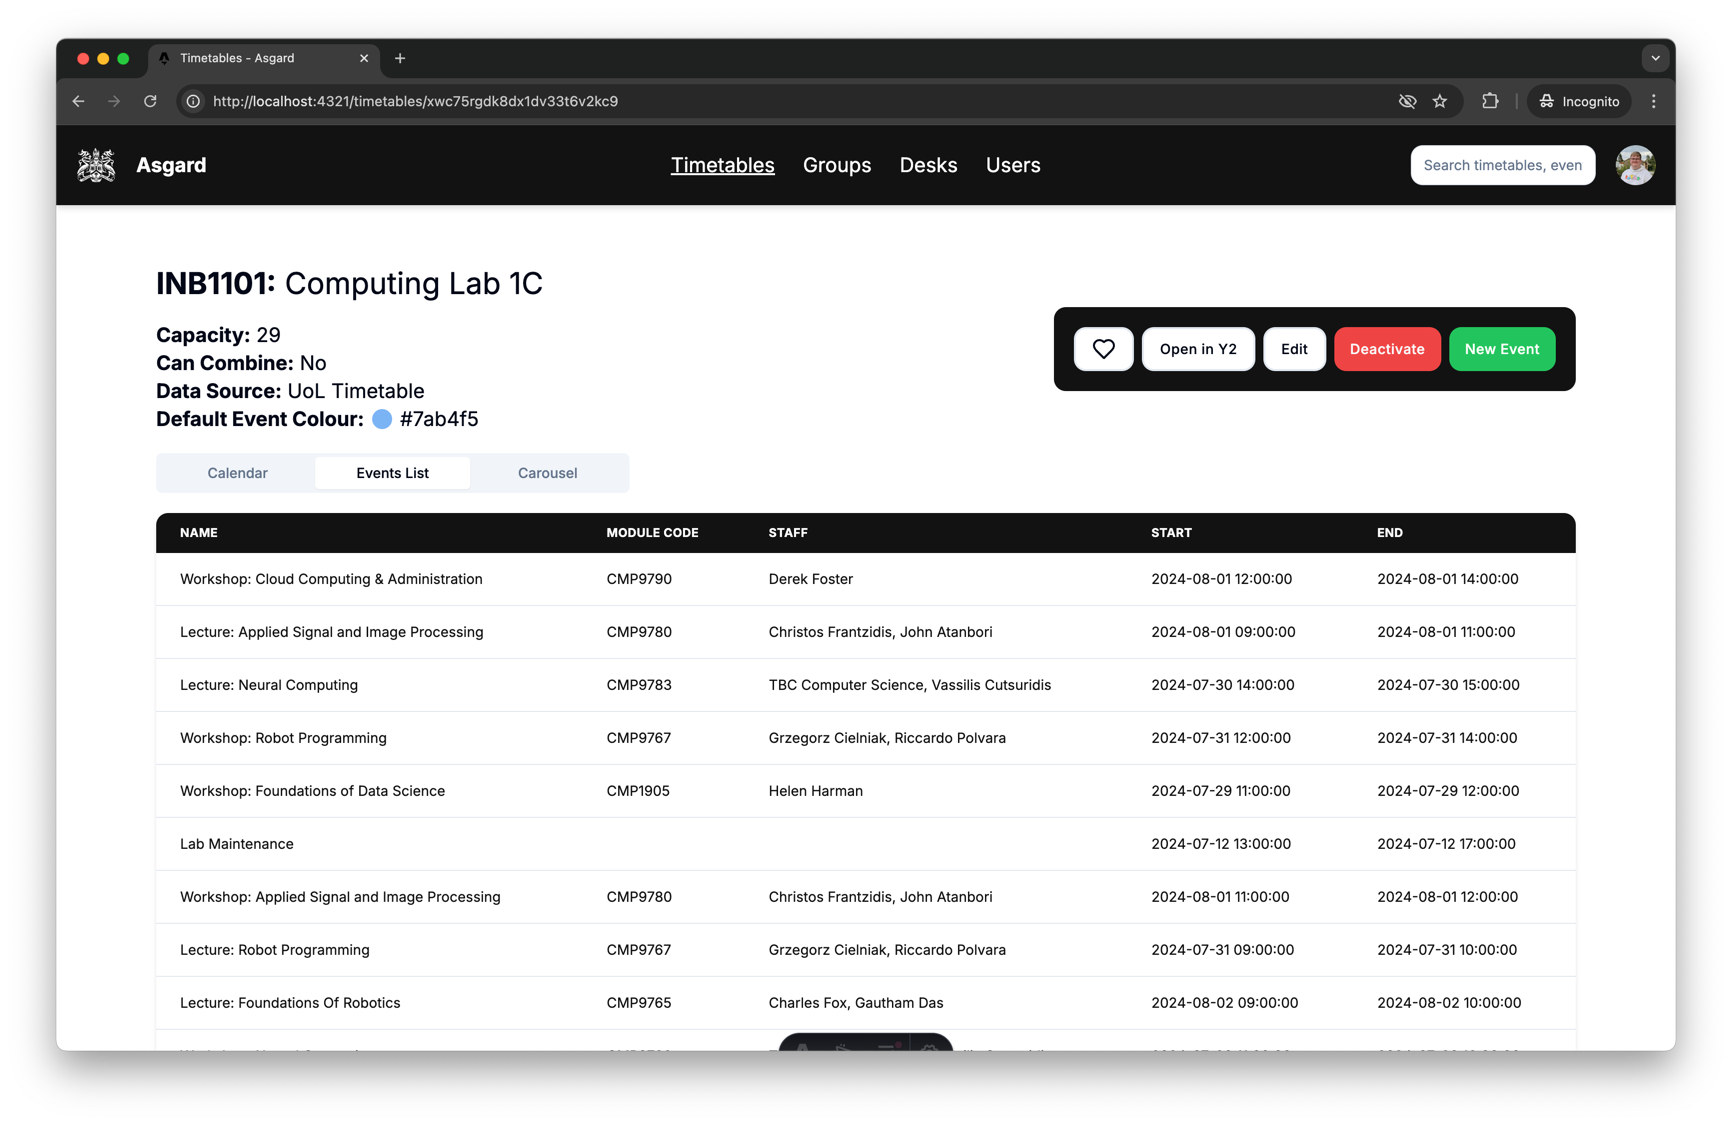 Timetables - Asgard
http://localhost:4321/timetables/xwc75rgdk8dx1dv33t6v2kc9
Incognito
Asgard
Timetables Groups Desks Users
Search timetables, even
INB1101: Computing Lab 1C
Capacity: 29
Can Combine: No
Data Source: UoL Timetable
Default Event Colour: #7ab4f5
Open in Y2 Edit Deactivate New Event
Calendar Events List Carousel
NAME MODULE CODE STAFF START END
Workshop: Cloud Computing & Administration CMP9790 Derek Foster 2024-08-01 12:00:00 2024-08-01 14:00:00
Lecture: Applied Signal and Image Processing CMP9780 Christos Frantzidis, John Atanbori 2024-08-01 09:00:00 2024-08-01 11:00:00
Lecture: Neural Computing CMP9783 TBC Computer Science, Vassilis Cutsuridis 2024-07-30 14:00:00 2024-07-30 15:00:00
Workshop: Robot Programming CMP9767 Grzegorz Cielniak, Riccardo Polvara 2024-07-31 12:00:00 2024-07-31 14:00:00
Workshop: Foundations of Data Science CMP1905 Helen Harman 2024-07-29 11:00:00 2024-07-29 12:00:00
Lab Maintenance 2024-07-12 13:00:00 2024-07-12 17:00:00
Workshop: Applied Signal and Image Processing CMP9780 Christos Frantzidis, John Atanbori 2024-08-01 11:00:00 2024-08-01 12:00:00
Lecture: Robot Programming CMP9767 Grzegorz Cielniak, Riccardo Polvara 2024-07-31 09:00:00 2024-07-31 10:00:00
Lecture: Foundations Of Robotics CMP9765 Charles Fox, Gautham Das 2024-08-02 09:00:00 2024-08-02 10:00:00